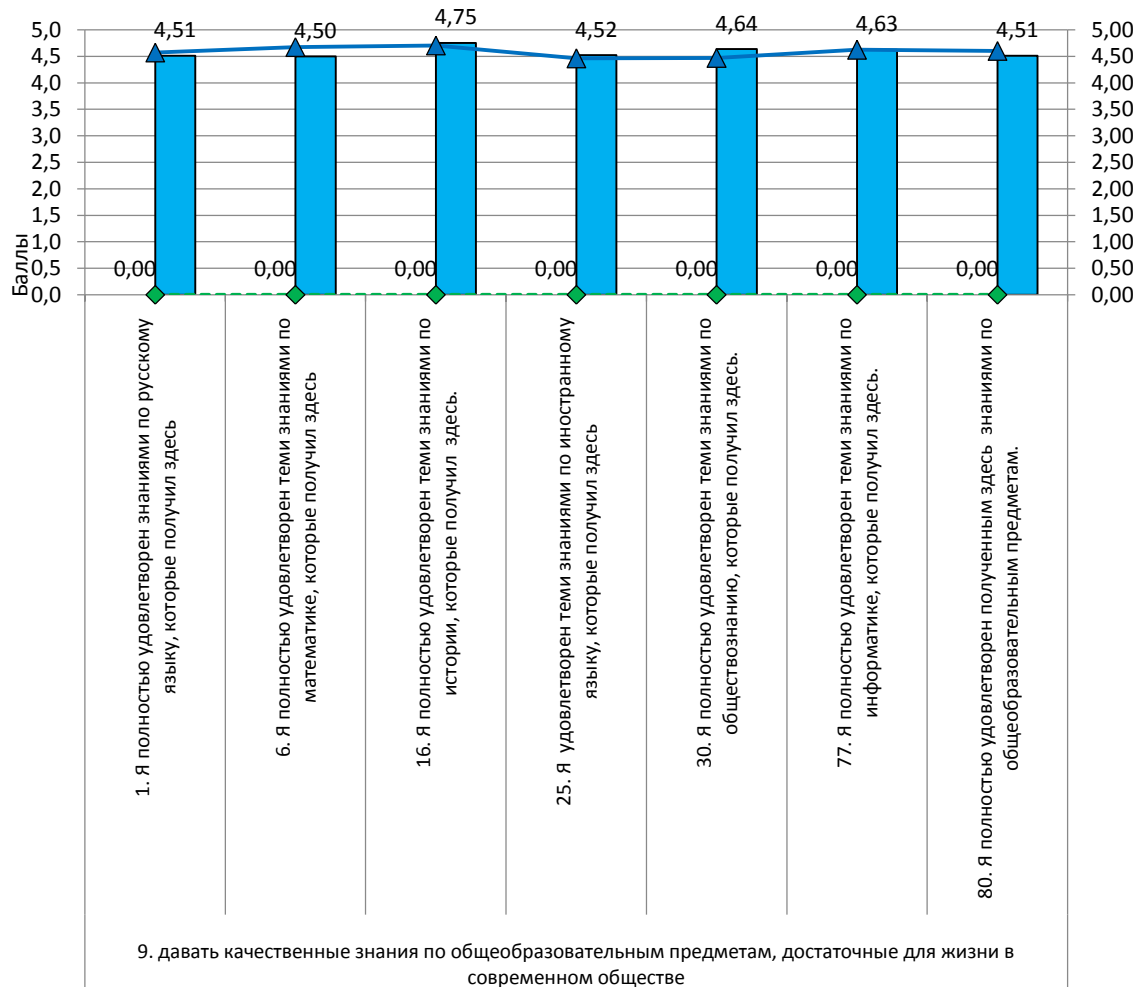 4,51 4,50 4,75 4,52 4,64 4,63 4,51
5,0
4,5
4,0
3,5
3,0
2,5
2,0
1,5
1,0
0,5
0,0
Баллы
5,00
4,50
4,00
3,50
3,00
2,50
2,00
1,50
1,00
0,50
0,00
0,00 0,00 0,00 0,00 0,00 0,00 0,00
1. Я полностью удовлетворен знаниями по русскому
языку, которые получил здесь
6. Я полностью удовлетворен теми знаниями по
математике, которые получил здесь
16. Я полностью удовлетворен теми знаниями по
истории, которые получил здесь.
25. Я удовлетворен теми знаниями по иностранному
языку, которые получил здесь
30. Я полностью удовлетворен теми знаниями по
обществознанию, которые получил здесь.
77. Я полностью удовлетворен теми знаниями по
информатике, которые получил здесь.
80. Я полностью удовлетворен полученным здесь знаниями по
общеобразовательным предметам.
9. давать качественные знания по общеобразовательным предметам, достаточные для жизни в
современном обществе